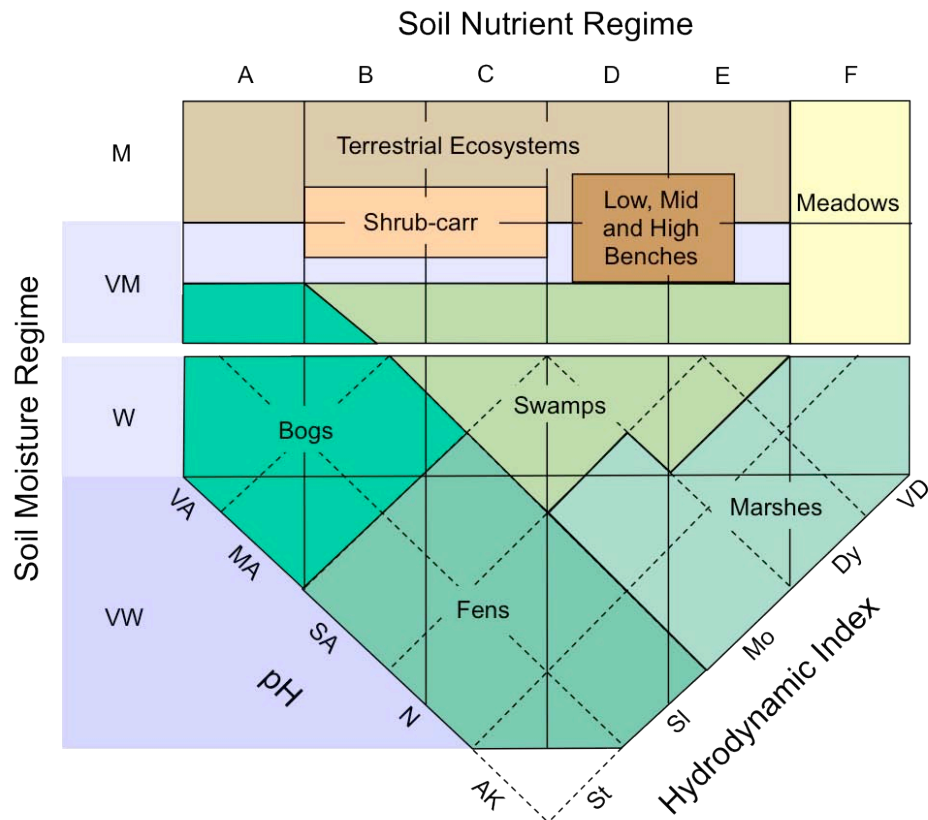 Soil Nutrient Regime
A B C D E F
M
Terrestrial Ecosystems
Shrub-carr
Low, Mid
and High
Benches
Meadows
VM
Soil Moisture Regime
W
Bogs
Swamps
Marshes
VA
MA
SA
N
AK
pH
VW
Fens
VD
Dy
Mo
Sl
St
Hydrodynamic Index